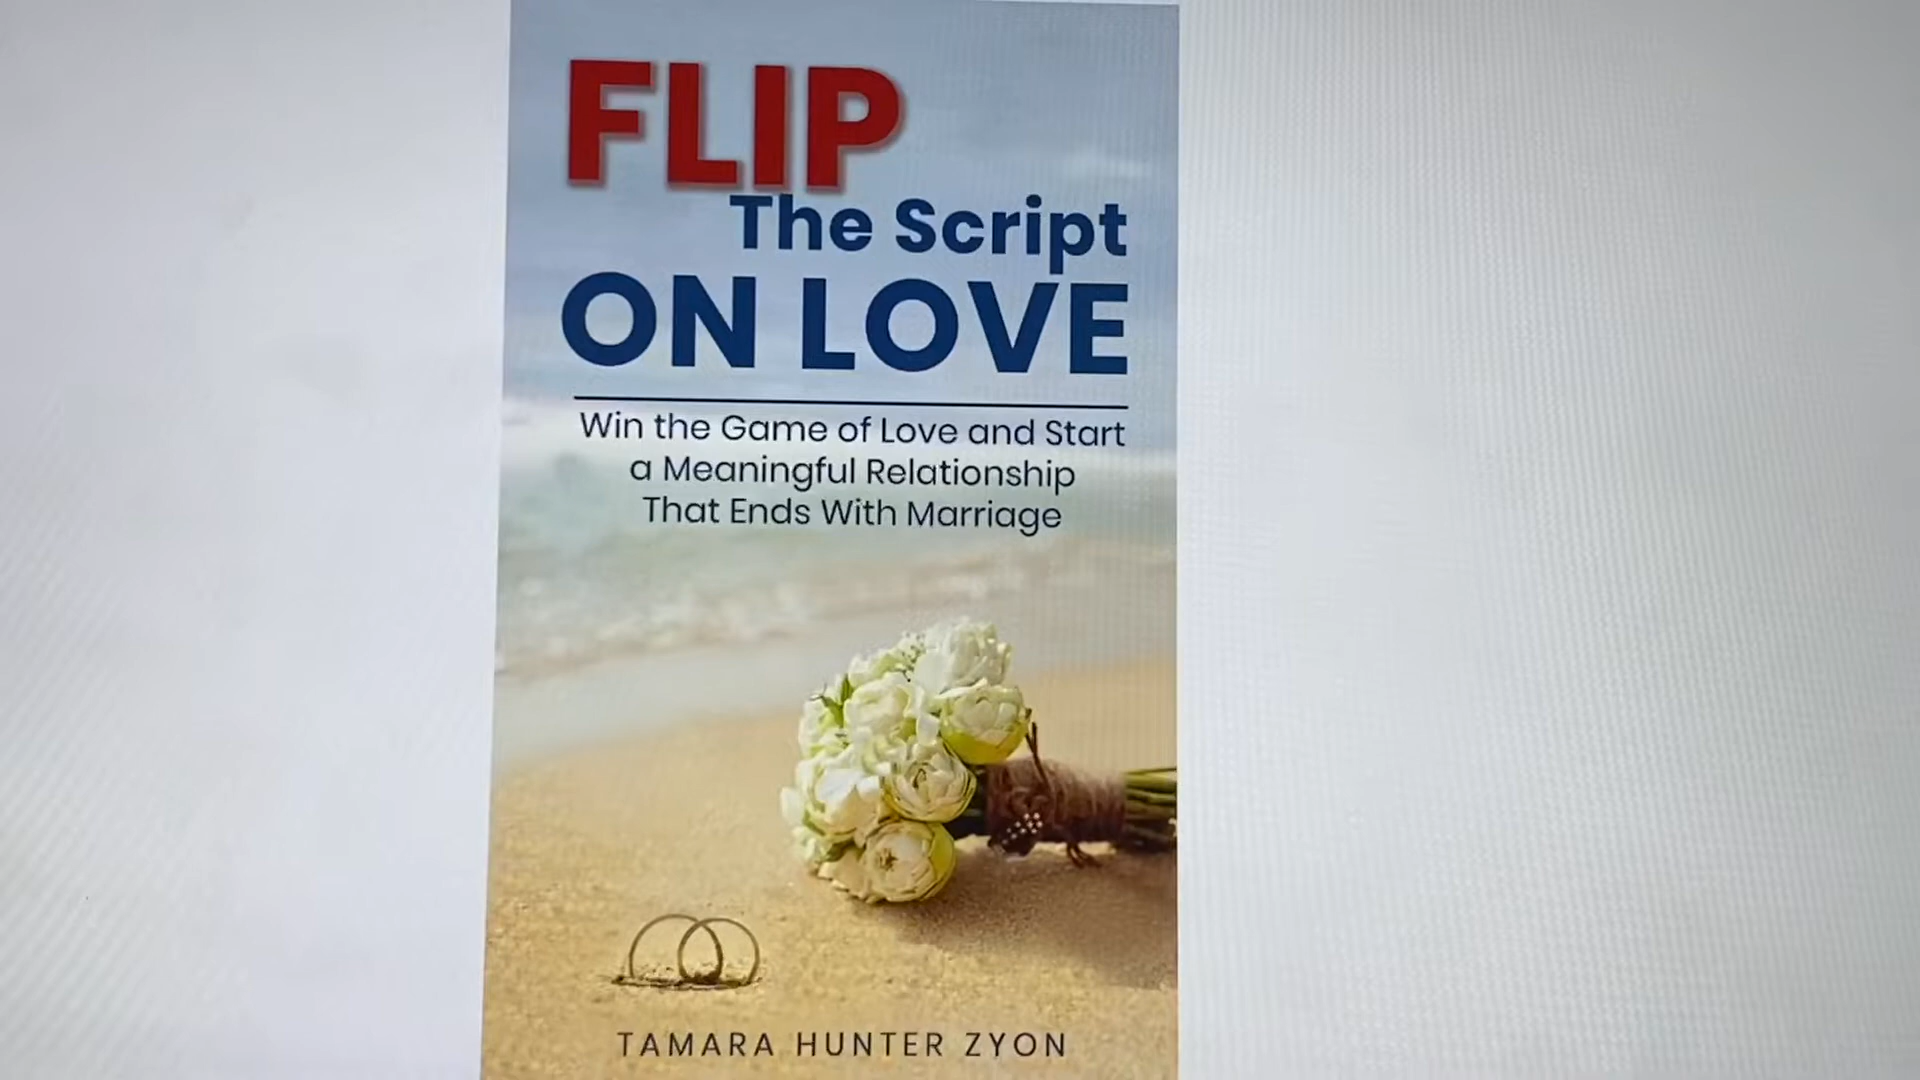 FLIP
The Script
ON LOVE
Win the Game of Love and Start
a Meaningful Relationship
That Ends With Marriage
TAMARA HUNTER ZYON